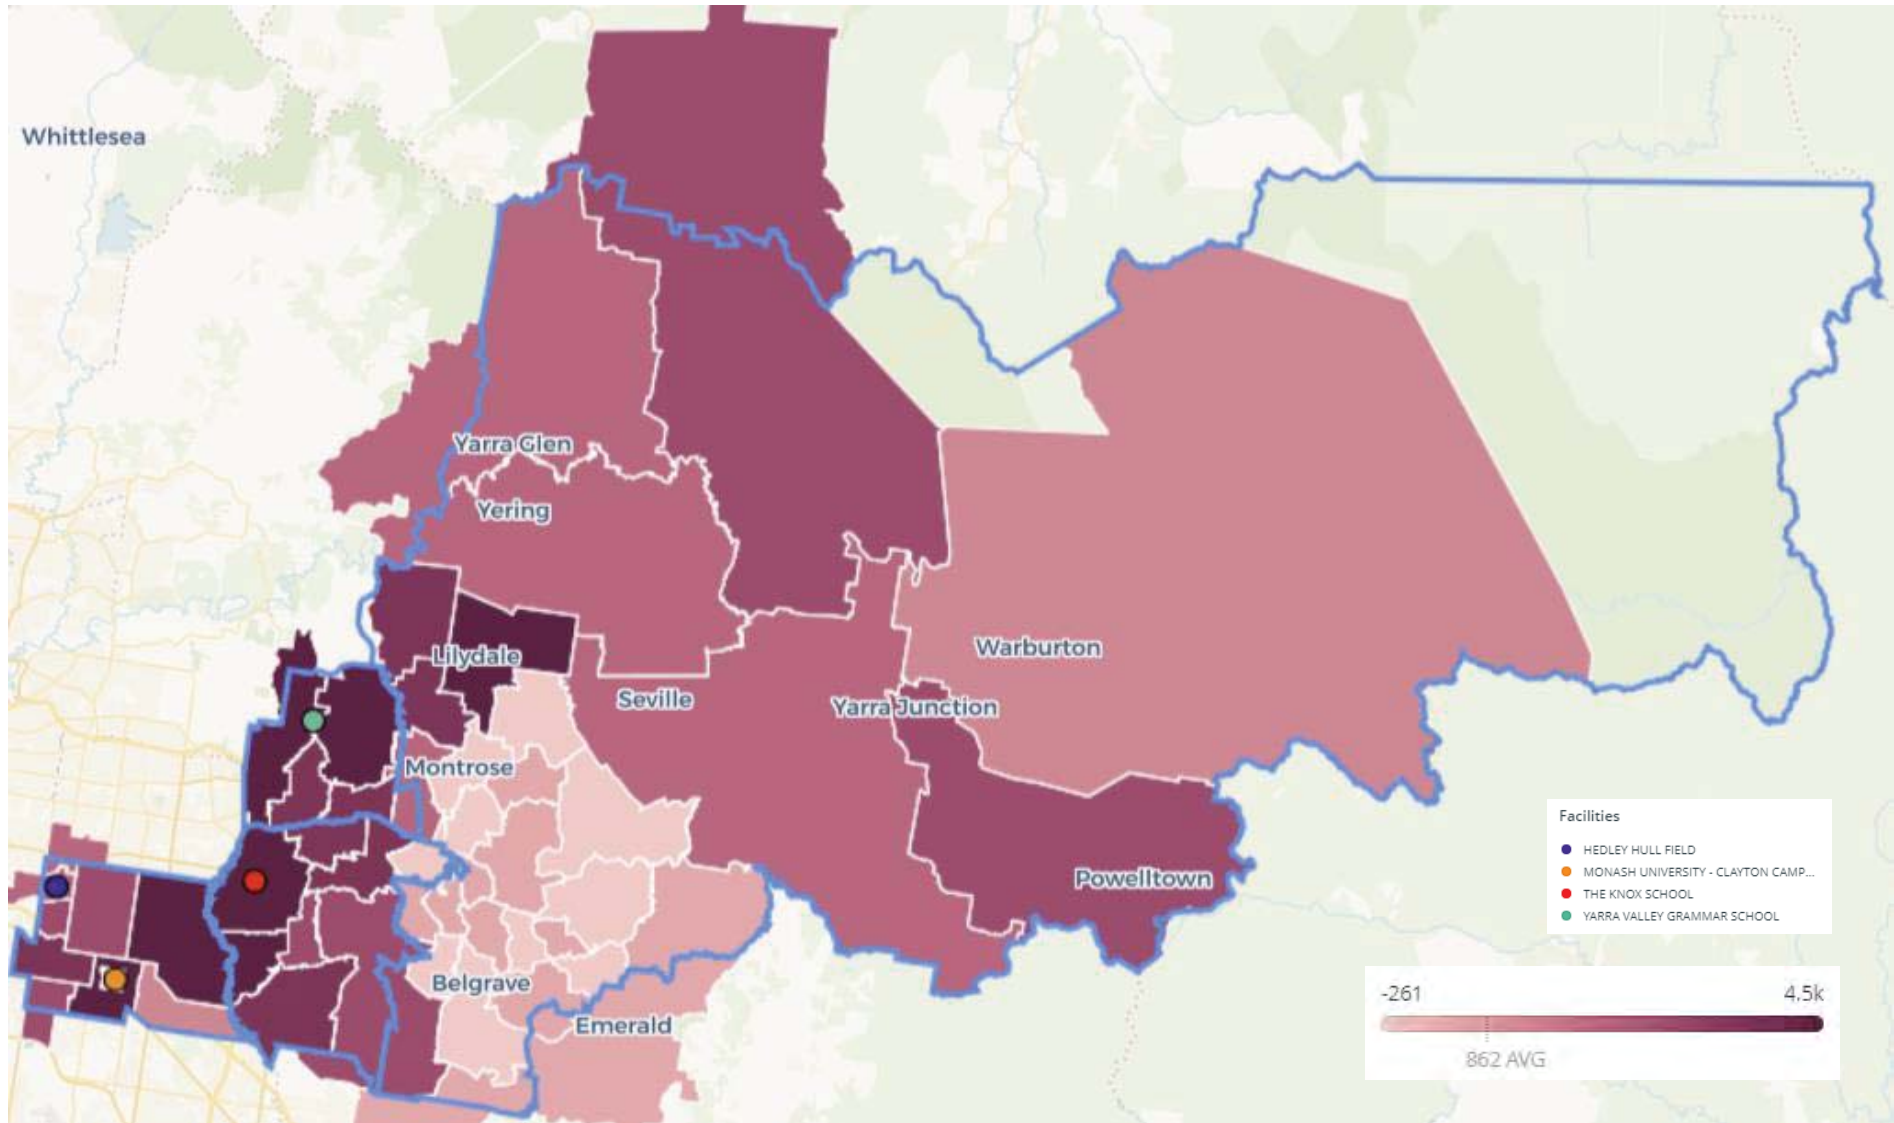 Whittlesea
Yarra Glen
Yering
Lilydale
Warburton
Seville
Yarra Junction
Montrose
Powelltown
Belgrave
Emerald
Facilities
HEDLEY HULL FIELD
MONASH UNIVERSITY - CLAYTON CAMP...
THE KNOX SCHOOL
YARRA VALLEY GRAMMAR SCHOOL
-261 4.5k
862 AVG